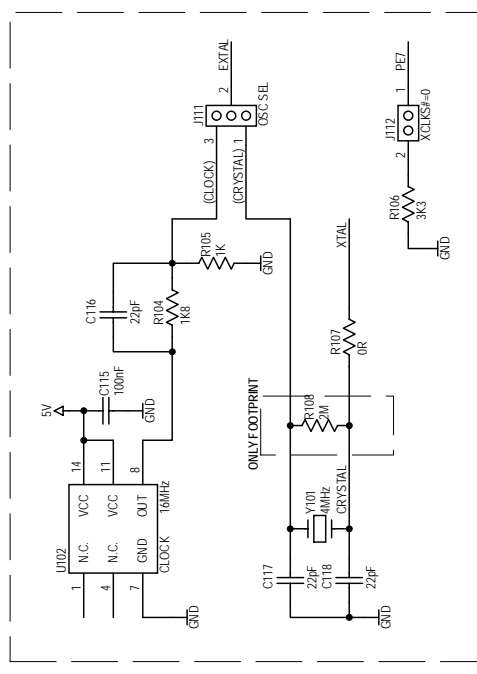 U102
1 N.C. VCC 14
4 N.C. VCC 11
7 GND OUT 8
CLOCK 16MHz
GND
5V
C115
100nF
GND
C116
22pF
R104
1K8
R105
1K
GND
(CLOCK)
(CRYSTAL)
3
1
J111
OSC SEL
2 EXTAL
C117
22pF
C118
22pF
GND
Y101
4MHz
CRYSTAL
ONLY FOOTPRINT
R108
2M
R107
0R
XTAL
GND
R106
3K3
2
J112
XCLKS#=0
1 PE7